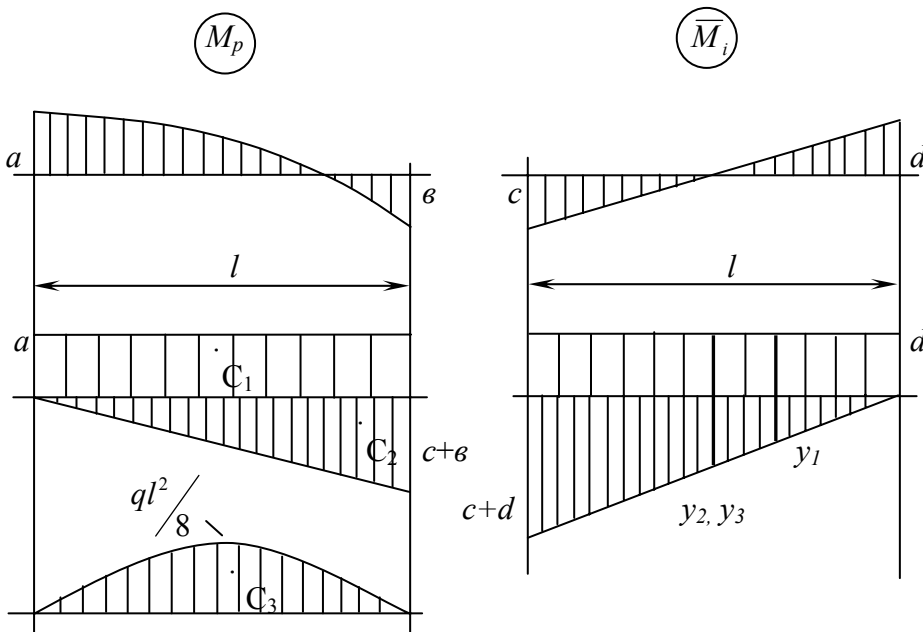 M_p
M̅_i
a
в
c
d
l
l
a
d
C₁
C₂
c+в
y₁
ql²/8
c+d
y₂, y₃
C₃